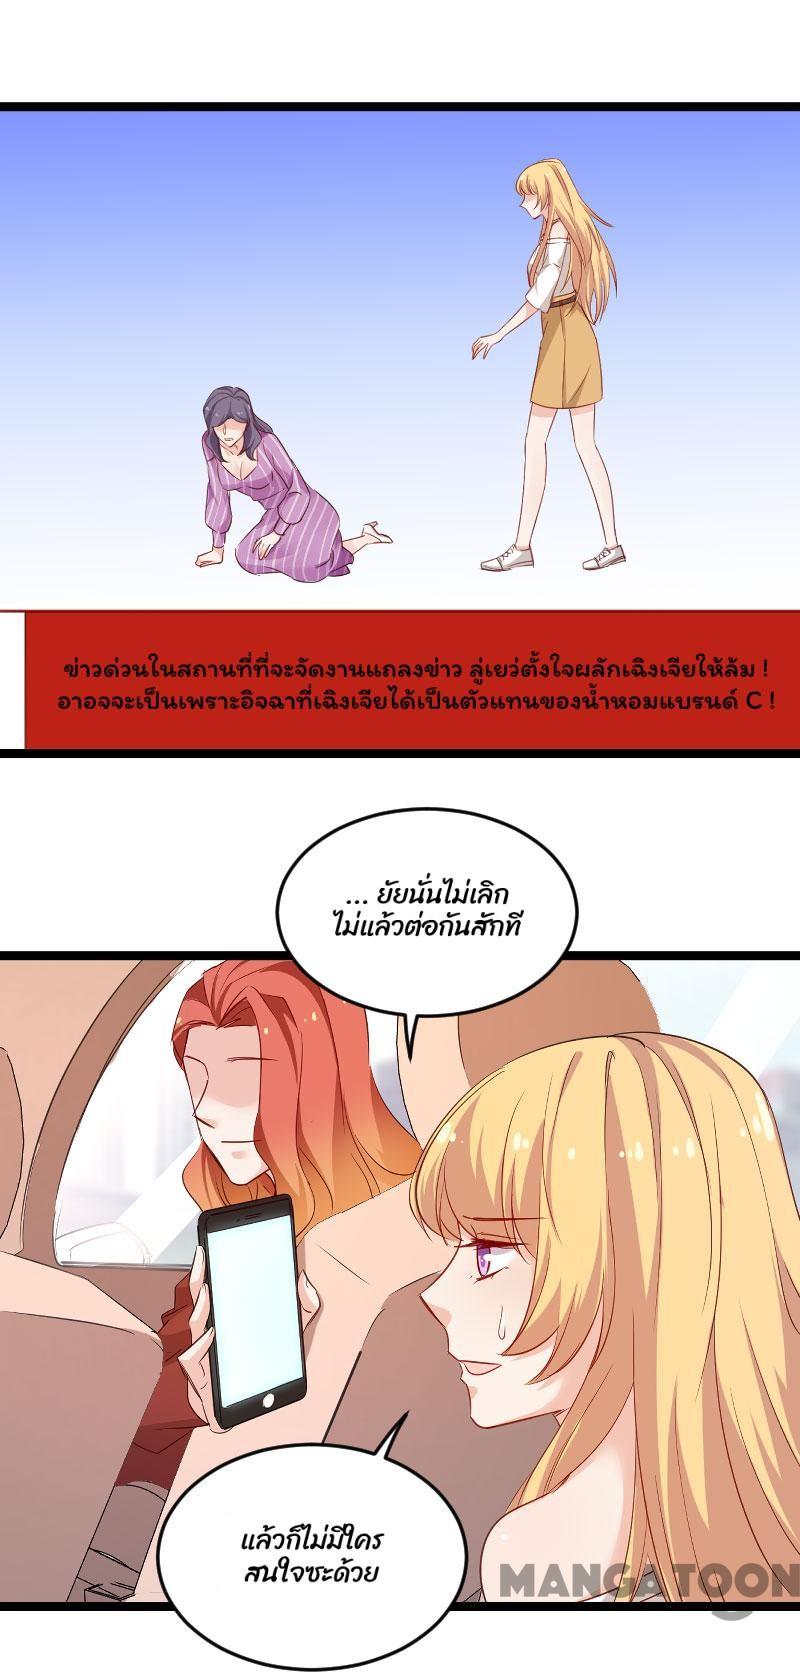 ข่าวด่วนในสถานที่ที่จะจัดงานแถลงข่าว ลู่เยว่ตั้งใจผลักเฉิงเจียให้ล้ม !
อาอจจะเป็นเพราะอิจฉาที่เฉิงเจียได้เป็นตัวแทนของน้ำหอมแบรนด์ C !
... ยัยนั่นไม่เลิก
ไม่แล้วต่อกันสักที
แล้วก็ไม่มีใคร
สนใจซะด้วย
MANGATOON